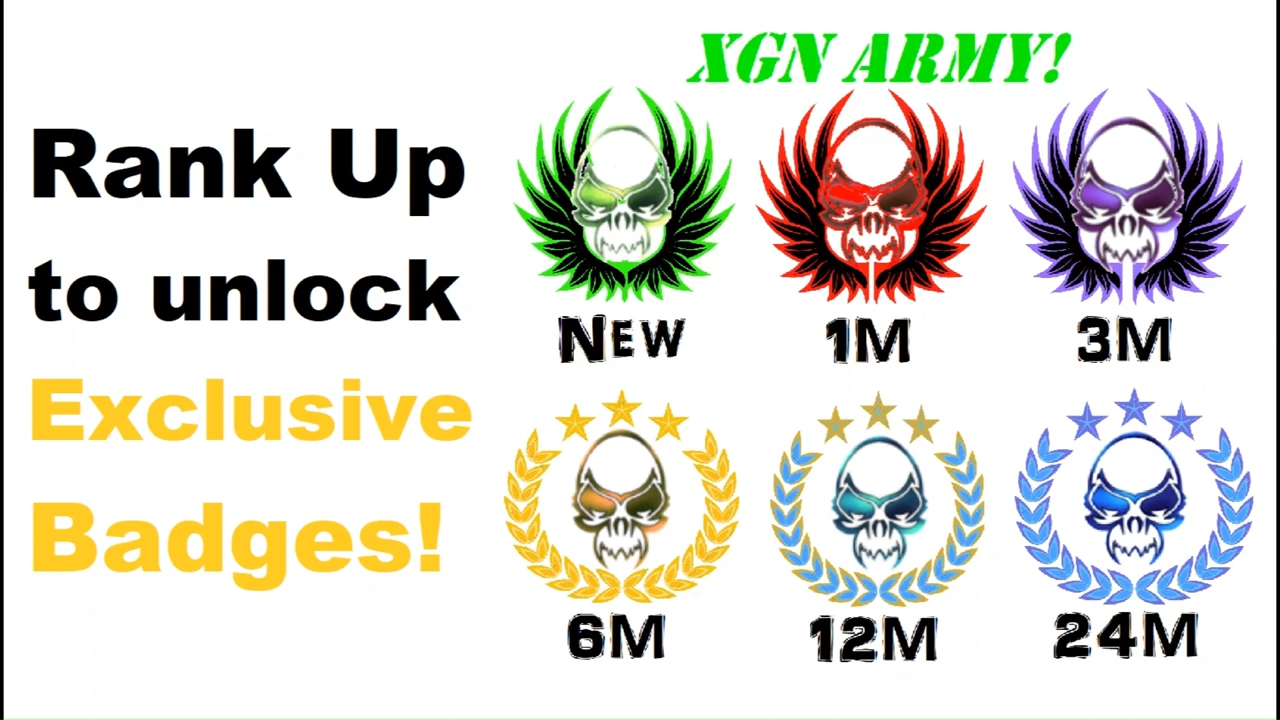 Rank Up
to unlock
Exclusive
Badges!
XGN ARMY!
NEW
1M
3M
6M
12M
24M